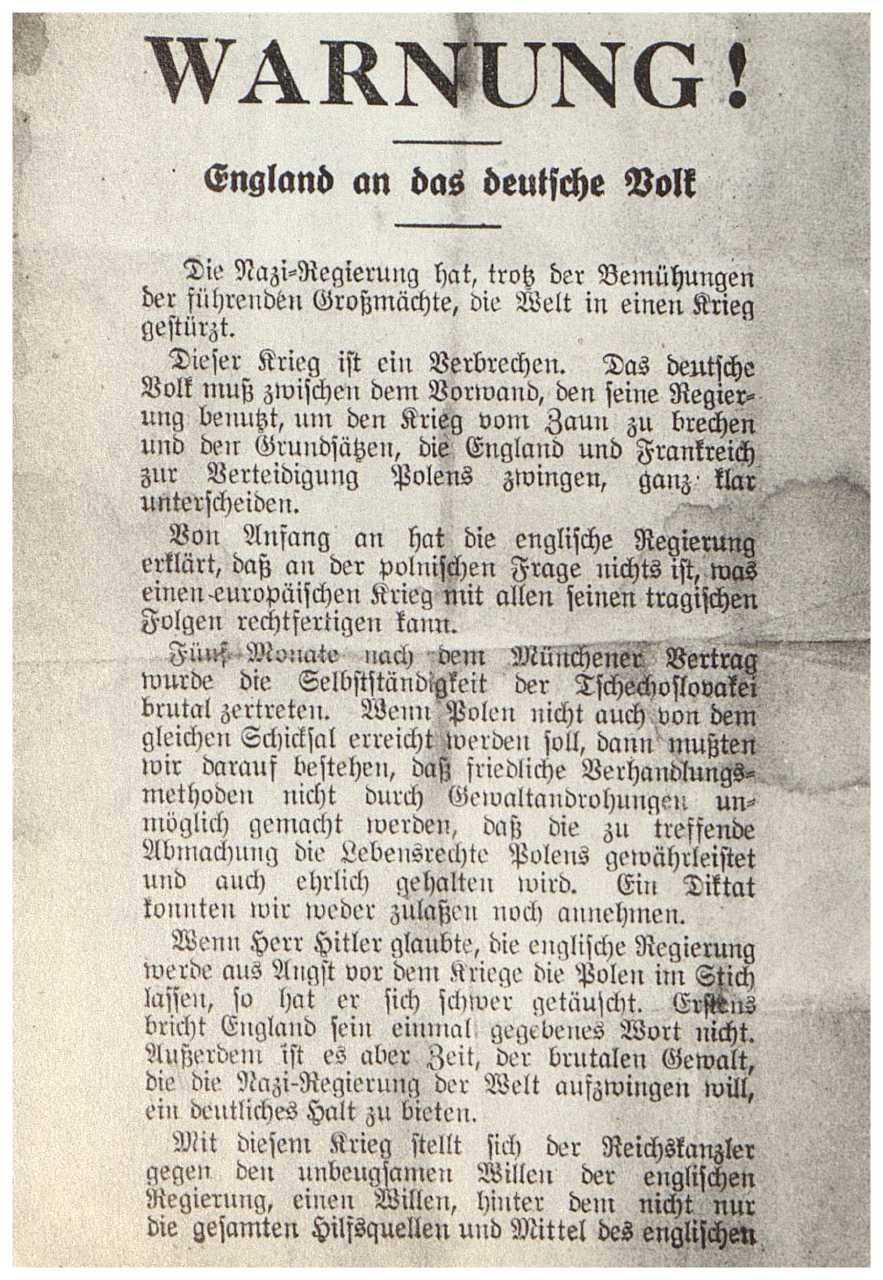 WARNUNG!
England an das deutsche Volk
Die Nazi-Regierung hat, trotz der Bemühungen
der führenden Großmächte, die Welt in einen Krieg
gestürzt.
Dieser Krieg ist ein Verbrechen. Das deutsche
Volk muß zwischen dem Vorwand, den seine Regier-
ung benutzt, um den Krieg vom Zaun zu brechen
und den Grundsätzen, die England und Frankreich
zur Verteidigung Polens zwingen, ganz klar
unterscheiden.
Von Anfang an hat die englische Regierung
erklärt, daß an der polnischen Frage nichts ist, was
einen europäischen Krieg mit allen seinen tragischen
Folgen rechtfertigen kann.
Fünf Monate nach dem Münchener Vertrag
wurde die Selbstständigkeit der Tschechoslovakei
brutal zertreten. Wenn Polen nicht auch von dem
gleichen Schicksal erreicht werden soll, dann mußten
wir darauf bestehen, daß friedliche Verhandlungs-
methoden nicht durch Gewaltandrohungen un-
möglich gemacht werden, daß die zu treffende
Abmachung die Lebensrechte Polens gewährleistet
und auch ehrlich gehalten wird. Ein Diktat
konnten wir weder zulaßen noch annehmen.
Wenn Herr Hitler glaubte, die englische Regierung
werde aus Angst vor dem Kriege die Polen im Stich
lassen, so hat er sich schwer getäuscht. Erstens
bricht England sein einmal gegebenes Wort nicht.
Außerdem ist es aber Zeit, der brutalen Gewalt,
die die Nazi-Regierung der Welt aufzwingen will,
ein deutliches Halt zu bieten.
Mit diesem Krieg stellt sich der Reichskanzler
gegen den unbeugsamen Willen der englischen
Regierung, einen Willen, hinter dem nicht nur
die gesamten Hilfsquellen und Mittel des englischen